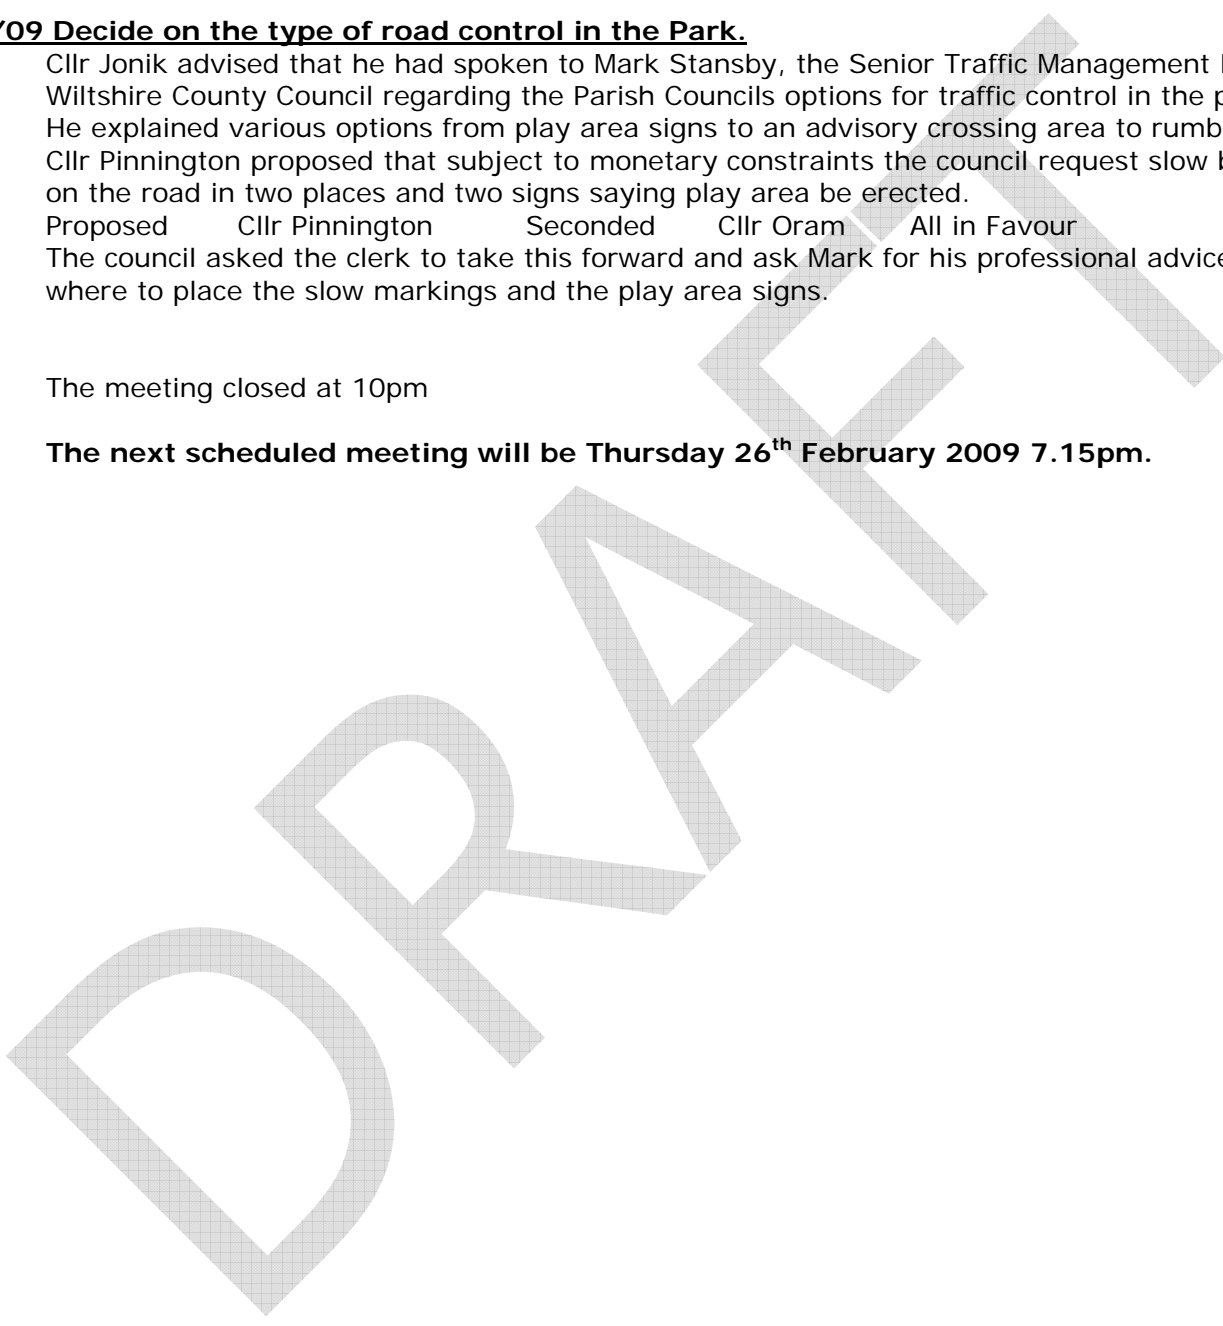 /09 Decide on the type of road control in the Park.
Cllr Jonik advised that he had spoken to Mark Stansby, the Senior Traffic Management
Wiltshire County Council regarding the Parish Councils options for traffic control in the
He explained various options from play area signs to an advisory crossing area to
Cllr Pinnington proposed that subject to monetary constraints the council request slow
on the road in two places and two signs saying play area be erected.
Proposed Cllr Pinnington Seconded Cllr Oram All in Favour
The council asked the clerk to take this forward and ask Mark for his professional advice
where to place the slow markings and the play area signs.
The meeting closed at 10pm
The next scheduled meeting will be Thursday 26th February 2009 7.15pm.
DRAFT